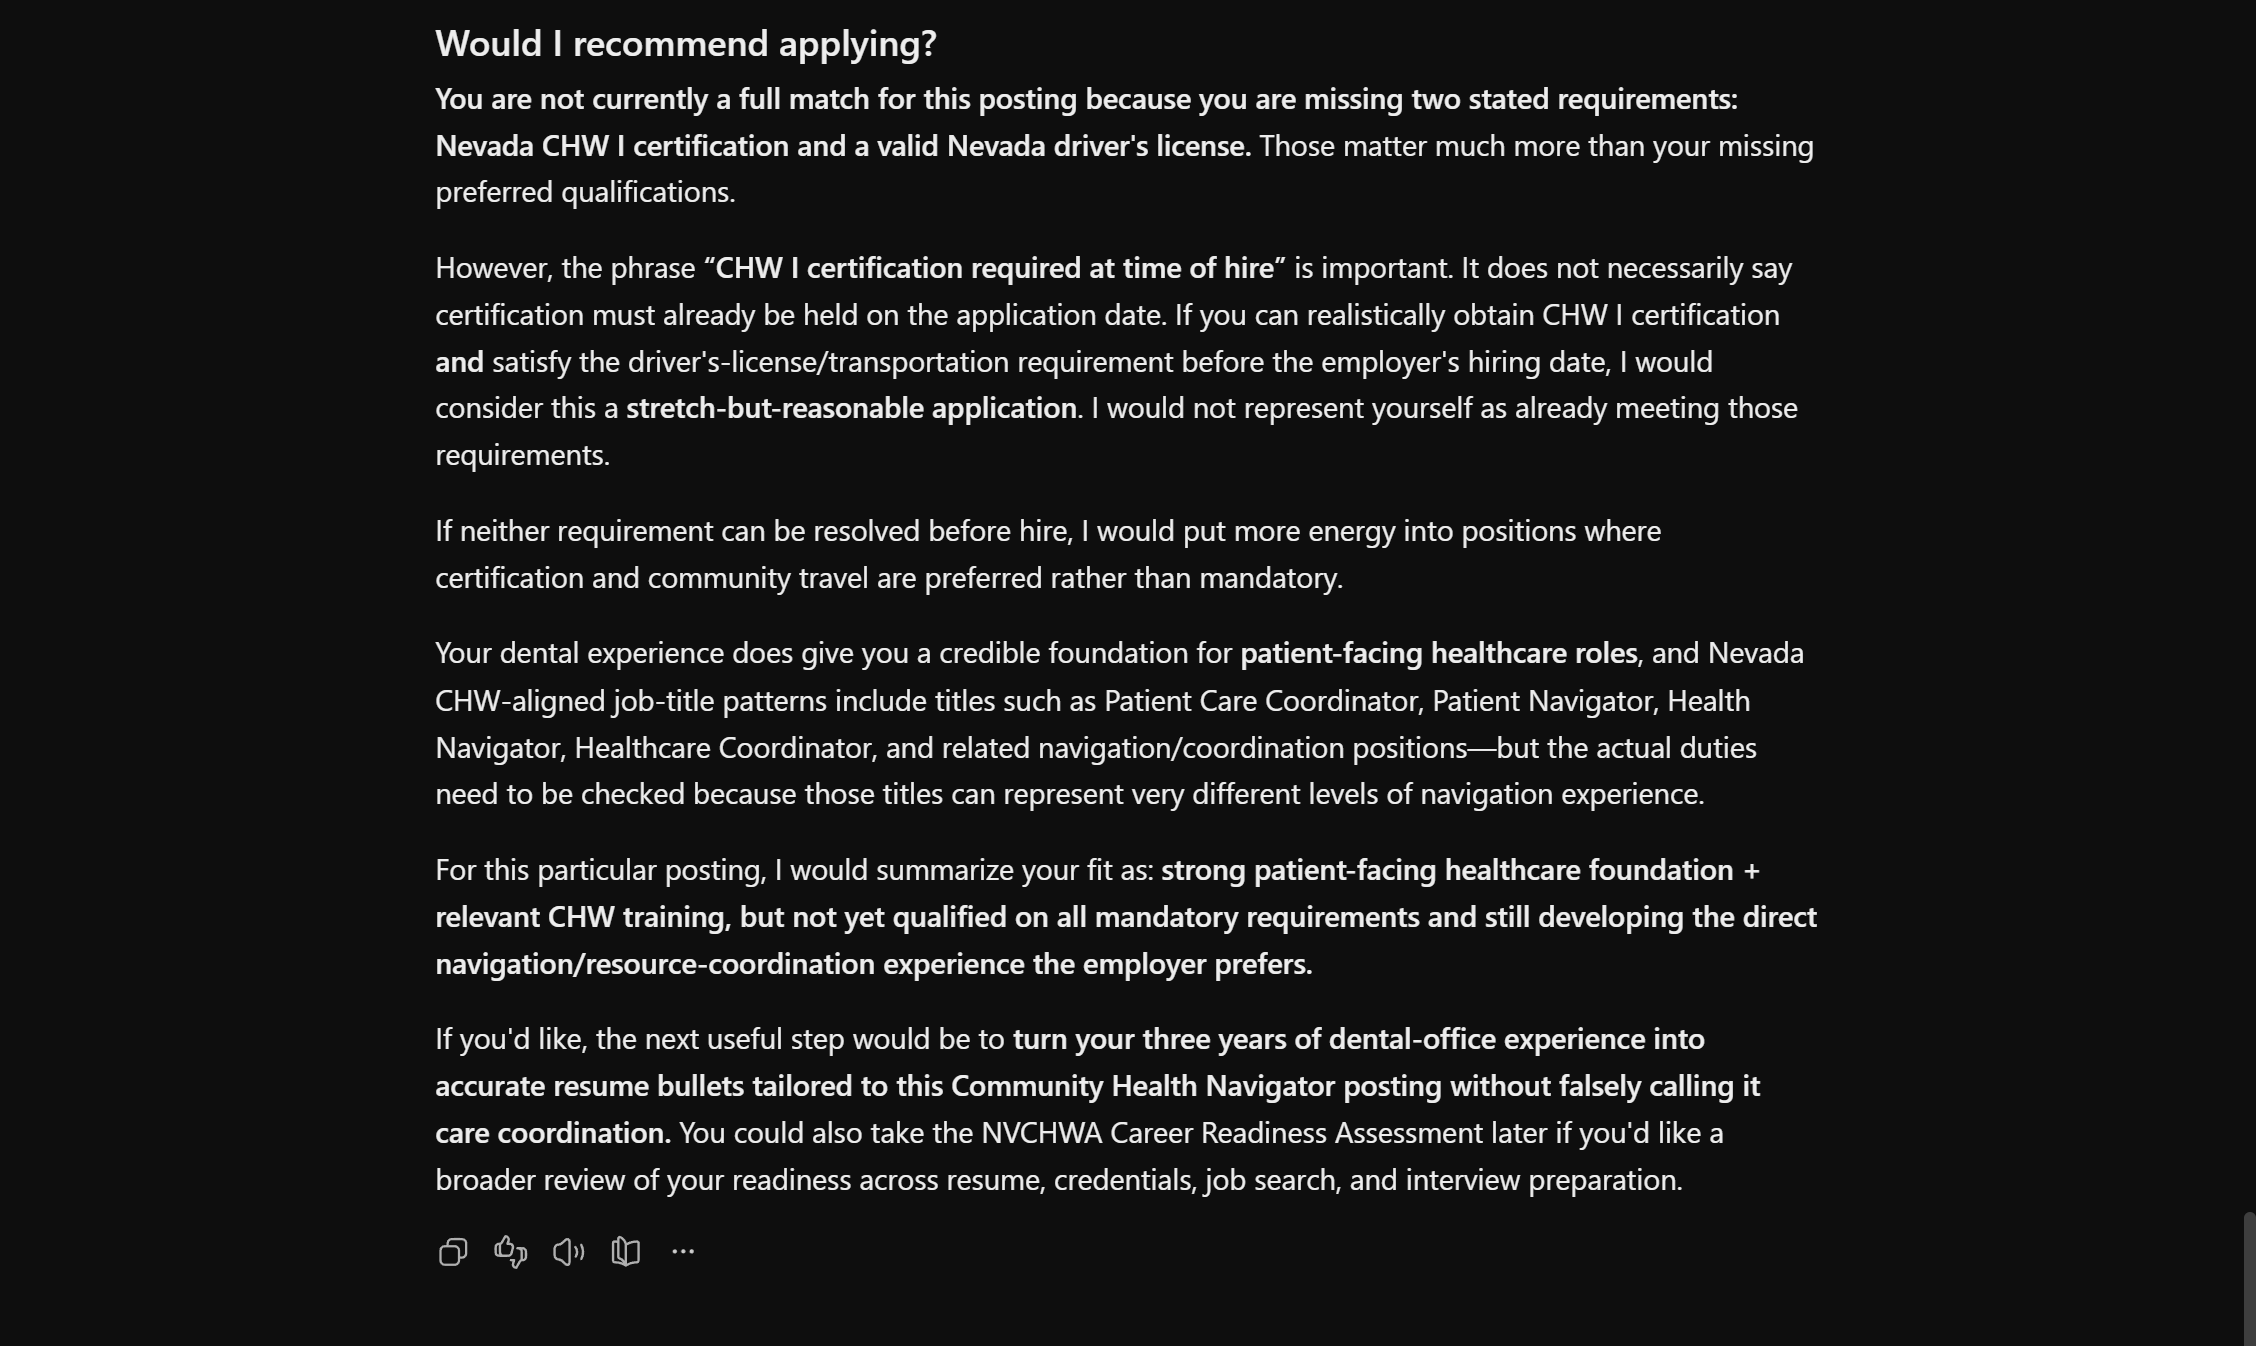 Would I recommend applying?
You are not currently a full match for this posting because you are missing two stated requirements:
Nevada CHW I certification and a valid Nevada driver's license. Those matter much more than your missing
preferred qualifications.
However, the phrase “CHW I certification required at time of hire” is important. It does not necessarily say
certification must already be held on the application date. If you can realistically obtain CHW I certification
and satisfy the driver's-license/transportation requirement before the employer's hiring date, I would
consider this a stretch-but-reasonable application. I would not represent yourself as already meeting those
requirements.
If neither requirement can be resolved before hire, I would put more energy into positions where
certification and community travel are preferred rather than mandatory.
Your dental experience does give you a credible foundation for patient-facing healthcare roles, and Nevada
CHW-aligned job-title patterns include titles such as Patient Care Coordinator, Patient Navigator, Health
Navigator, Healthcare Coordinator, and related navigation/coordination positions—but the actual duties
need to be checked because those titles can represent very different levels of navigation experience.
For this particular posting, I would summarize your fit as: strong patient-facing healthcare foundation +
relevant CHW training, but not yet qualified on all mandatory requirements and still developing the direct
navigation/resource-coordination experience the employer prefers.
If you'd like, the next useful step would be to turn your three years of dental-office experience into
accurate resume bullets tailored to this Community Health Navigator posting without falsely calling it
care coordination. You could also take the NVCHWA Career Readiness Assessment later if you'd like a
broader review of your readiness across resume, credentials, job search, and interview preparation.